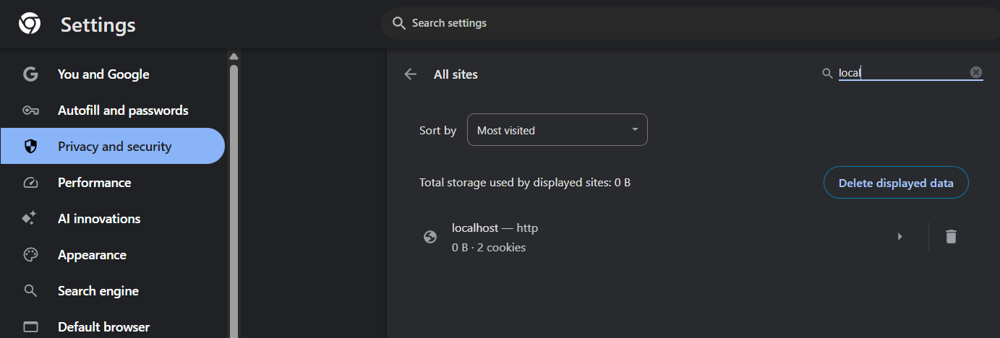 Settings
Search settings
You and Google
Autofill and passwords
Privacy and security
Performance
AI innovations
Appearance
Search engine
Default browser
All sites
local
Sort by Most visited
Total storage used by displayed sites: 0 B
Delete displayed data
localhost — http
0 B · 2 cookies